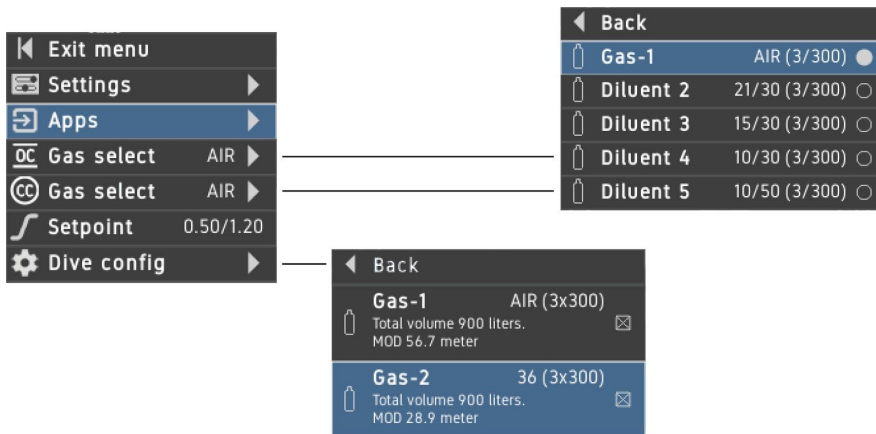 Exit menu
Settings
Apps
OC Gas select AIR
CC Gas select AIR
Setpoint 0.50/1.20
Dive config
Back
Gas-1 AIR (3/300)
Diluent 2 21/30 (3/300)
Diluent 3 15/30 (3/300)
Diluent 4 10/30 (3/300)
Diluent 5 10/50 (3/300)
Back
Gas-1 AIR (3x300)
Total volume 900 liters.
MOD 56.7 meter
Gas-2 36 (3x300)
Total volume 900 liters.
MOD 28.9 meter